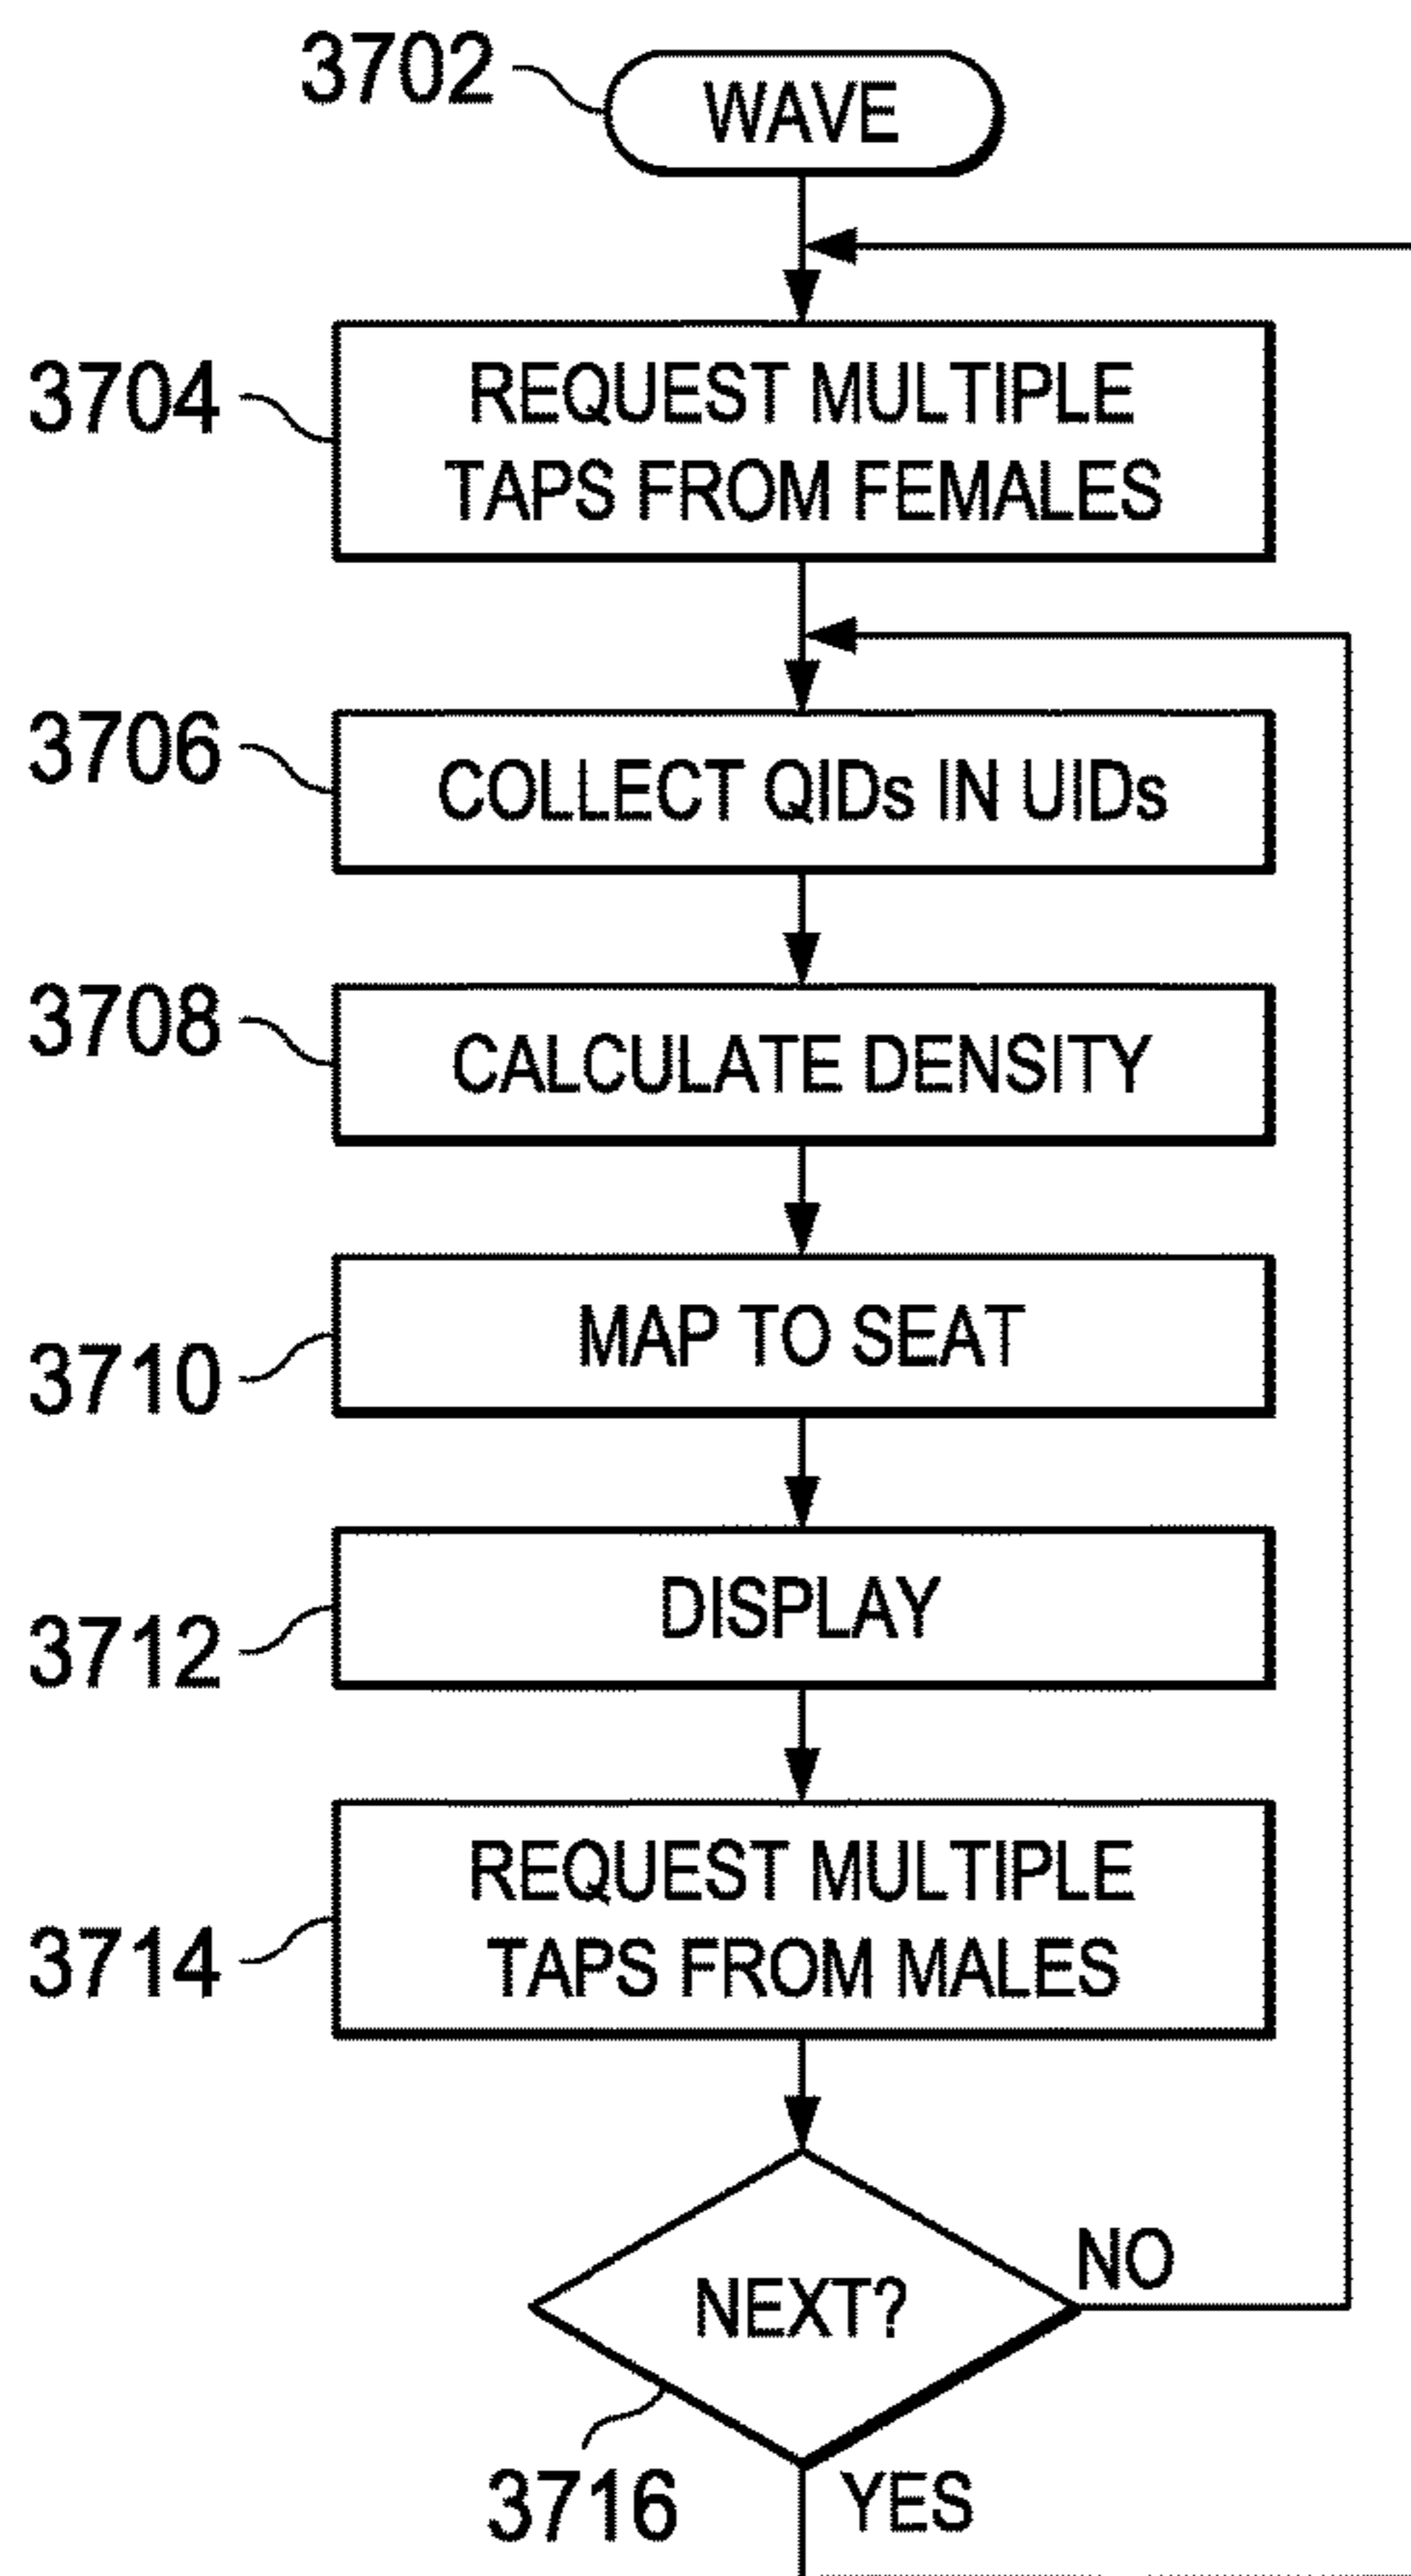 3702
WAVE
3704
REQUEST MULTIPLE
TAPS FROM FEMALES
3706
COLLECT QIDs IN UIDs
3708
CALCULATE DENSITY
3710
MAP TO SEAT
3712
DISPLAY
3714
REQUEST MULTIPLE
TAPS FROM MALES
NEXT?
NO
3716
YES